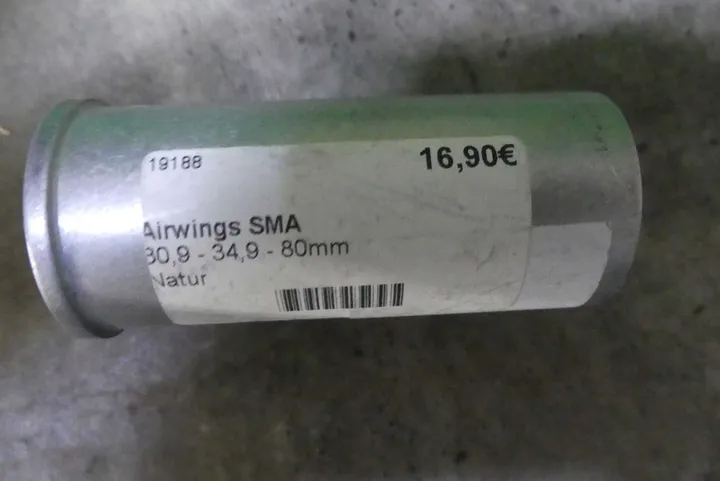 19188
16,90€
Airwings SMA
30,9 - 34,9 - 80mm
Natur